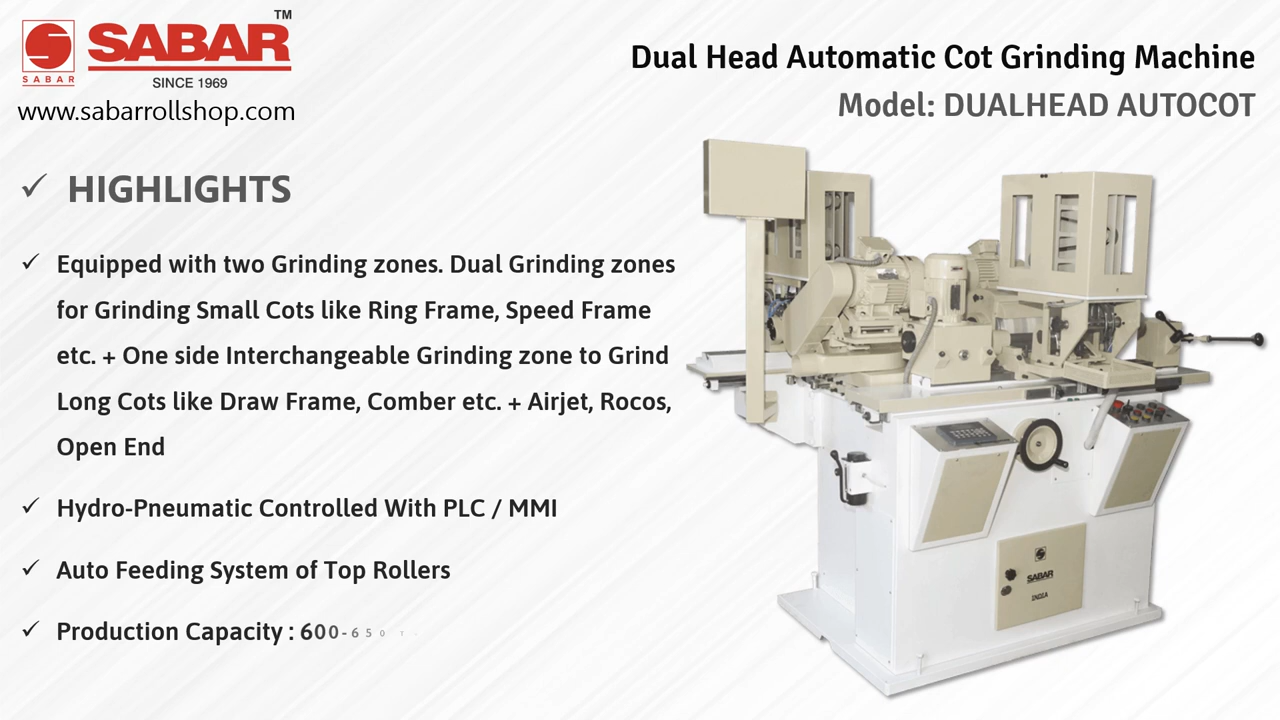 TM
SABAR
SABAR
SINCE 1969
www.sabarrollshop.com
Dual Head Automatic Cot Grinding Machine
Model: DUALHEAD AUTOCOT
✓ HIGHLIGHTS
✓ Equipped with two Grinding zones. Dual Grinding zones
for Grinding Small Cots like Ring Frame, Speed Frame
etc. + One side Interchangeable Grinding zone to Grind
Long Cots like Draw Frame, Comber etc. + Airjet, Rocos,
Open End
✓ Hydro-Pneumatic Controlled With PLC / MMI
✓ Auto Feeding System of Top Rollers
✓ Production Capacity : 600-650 T
SABAR
INDIA